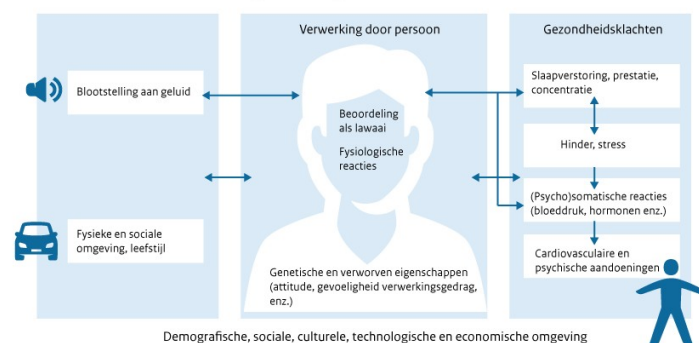 Verwerking door persoon
Gezondheidsklachten
Blootstelling aan geluid
Fysieke en sociale
omgeving, leefstijl
Beoordeling
als lawaai
Fysiologische
reacties
Genetische en verworven eigenschappen
(attitude, gevoeligheid verwerkingsgedrag,
enz.)
Slaapverstoring, prestatie,
concentratie
Hinder, stress
(Psycho)somatische reacties
(bloeddruk, hormonen enz.)
Cardiovasculaire en
psychische aandoeningen
Demografische, sociale, culturele, technologische en economische omgeving